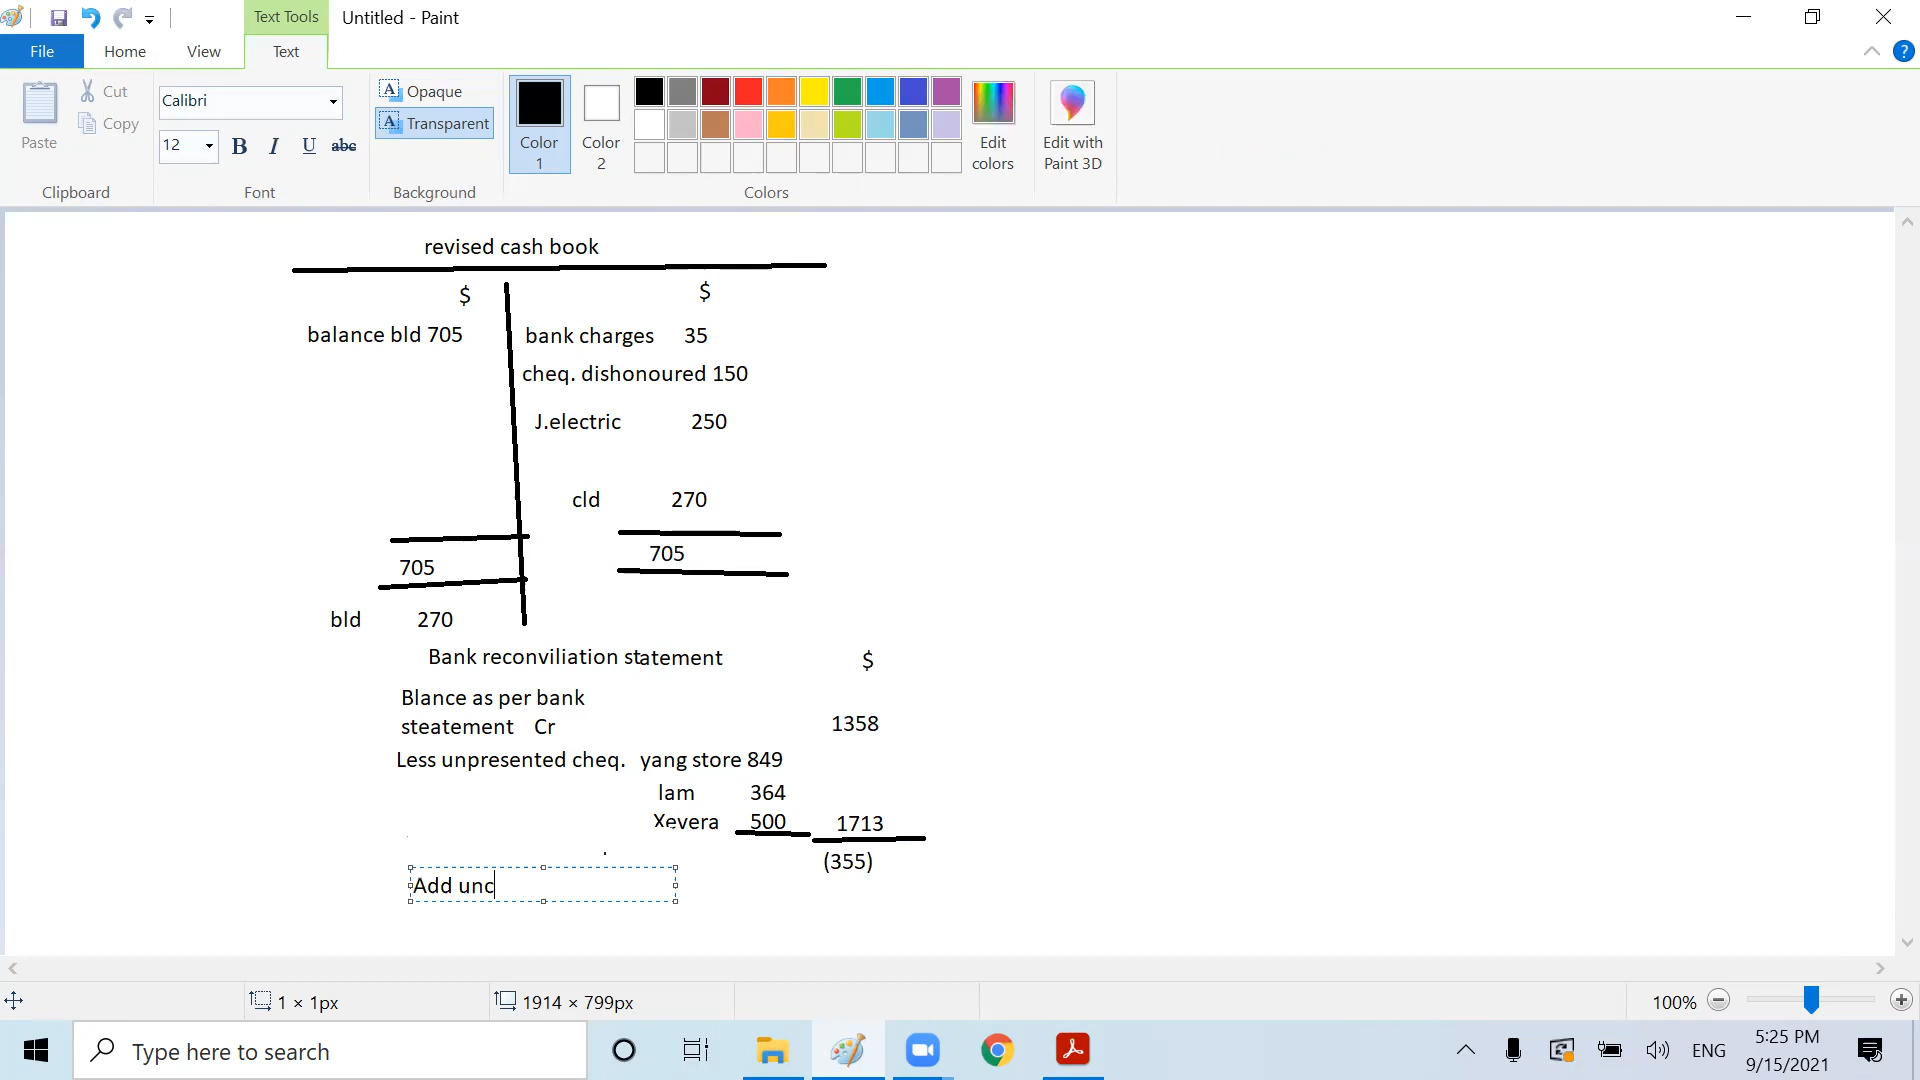 Text Tools
Untitled - Paint
File
Home
View
Text
Paste
Cut
Copy
Clipboard
Calibri
12
B
I
U
abc
Font
A Opaque
A Transparent
Background
Color
1
Color
2
Edit
colors
Colors
Edit with
Paint 3D
revised cash book
$
$
balance bld 705
bank charges 35
cheq. dishonoured 150
J.electric 250
cld 270
705
705
bld 270
Bank reconviliation statement $
Blance as per bank
steatement Cr 1358
Less unpresented cheq. yang store 849
lam 364
Xevera 500 1713
(355)
Add unc
1 × 1px
1914 × 799px
100%
Type here to search
ENG
5:25 PM
9/15/2021